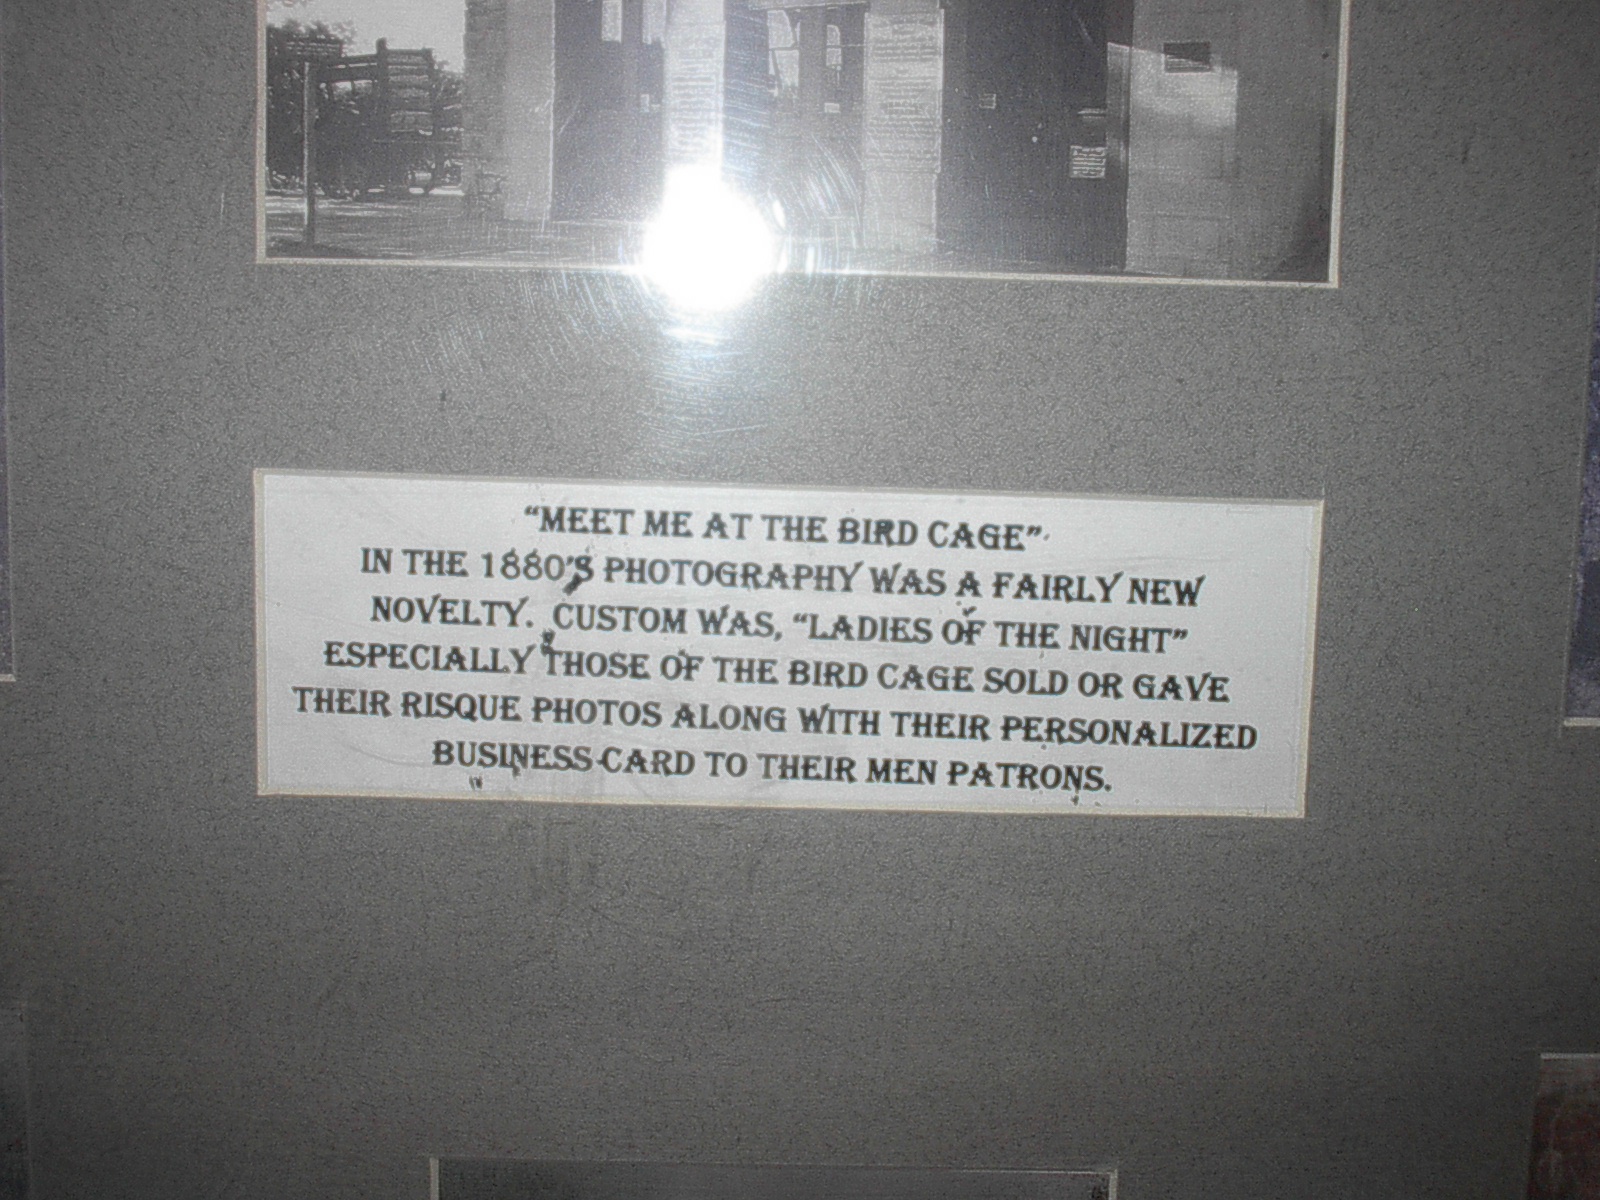 "MEET ME AT THE BIRD CAGE"
IN THE 1880'S PHOTOGRAPHY WAS A FAIRLY NEW
NOVELTY. CUSTOM WAS, "LADIES OF THE NIGHT"
ESPECIALLY THOSE OF THE BIRD CAGE SOLD OR GAVE
THEIR RISQUE PHOTOS ALONG WITH THEIR PERSONALIZED
BUSINESS CARD TO THEIR MEN PATRONS.